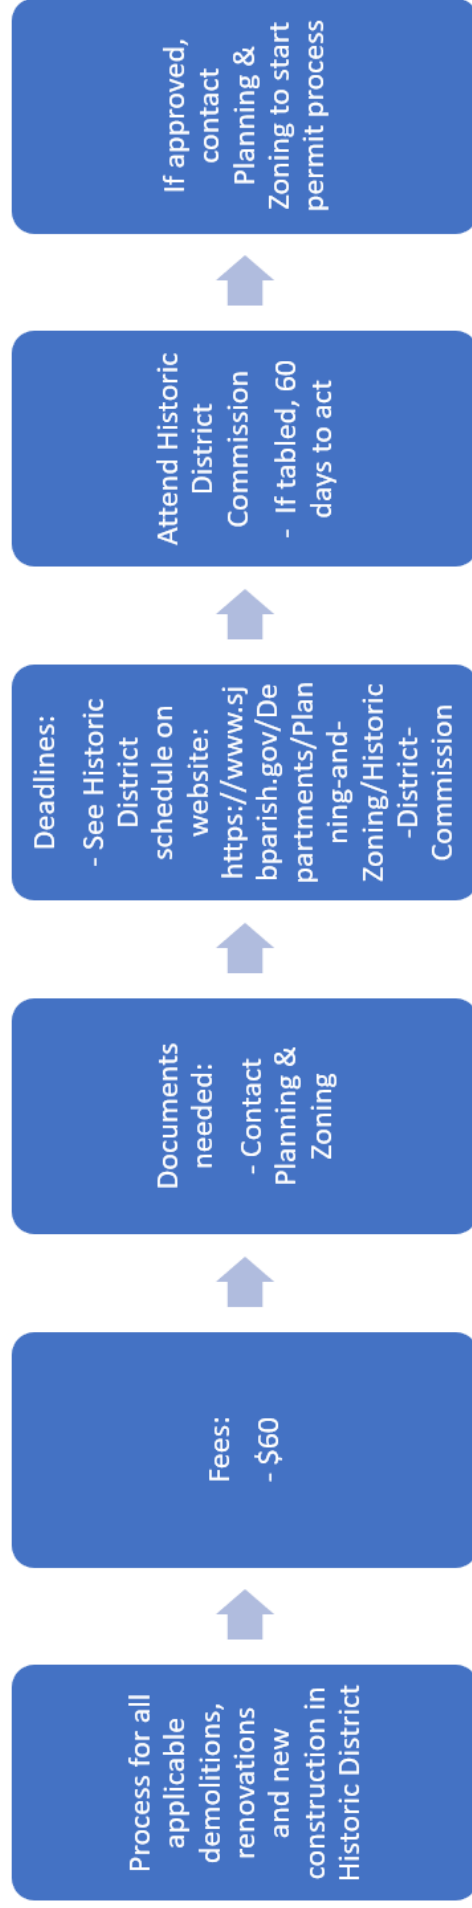 Process for all
applicable
demolitions,
renovations
and new
construction in
Historic District
Fees:
- $60
Documents
needed:
- Contact
Planning &
Zoning
Deadlines:
- See Historic
District
schedule on
website:
https://www.sj
bparish.gov/De
partments/Plan
ning-and-
Zoning/Historic
-District-
Commission
Attend Historic
District
Commission
- If tabled, 60
days to act
If approved,
contact
Planning &
Zoning to start
permit process